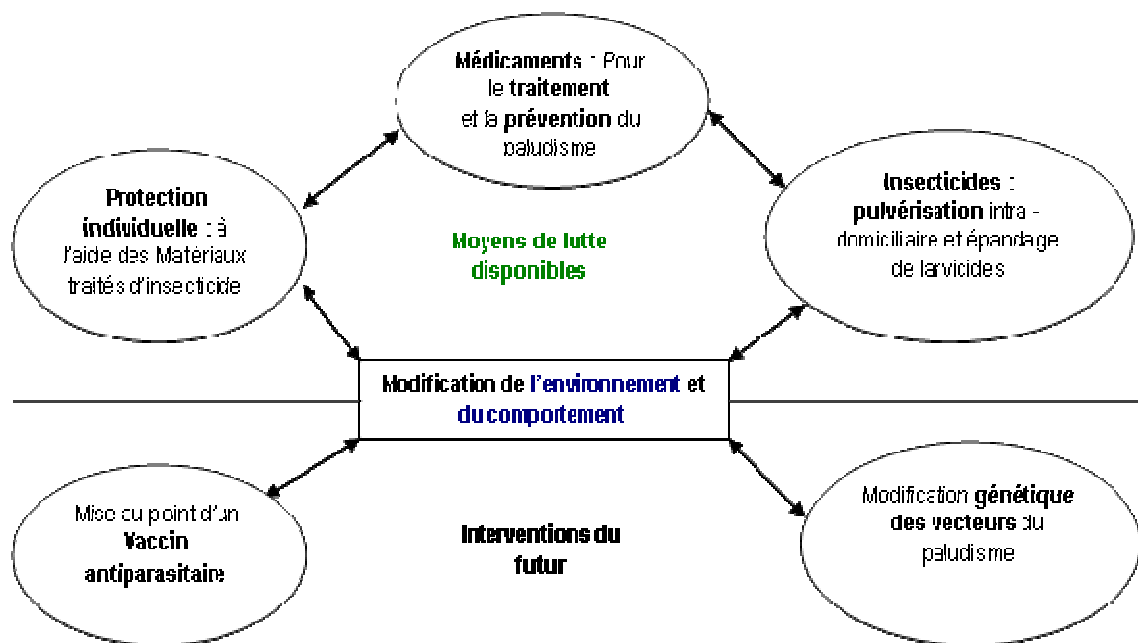 Médicaments : Pour
le traitement
et la prévention du
paludisme
Protection
individuelle : à
l'aide des Matériaux
traités d'insecticide
Insecticides :
pulvérisation intra -
domiciliaire et épandage
de larvicides
Moyens de lutte
disponibles
Modification de l'environnement et
du comportement
Mise au point d'un
Vaccin
antiparasitaire
Interventions du
futur
Modification génétique
des vecteurs du
paludisme